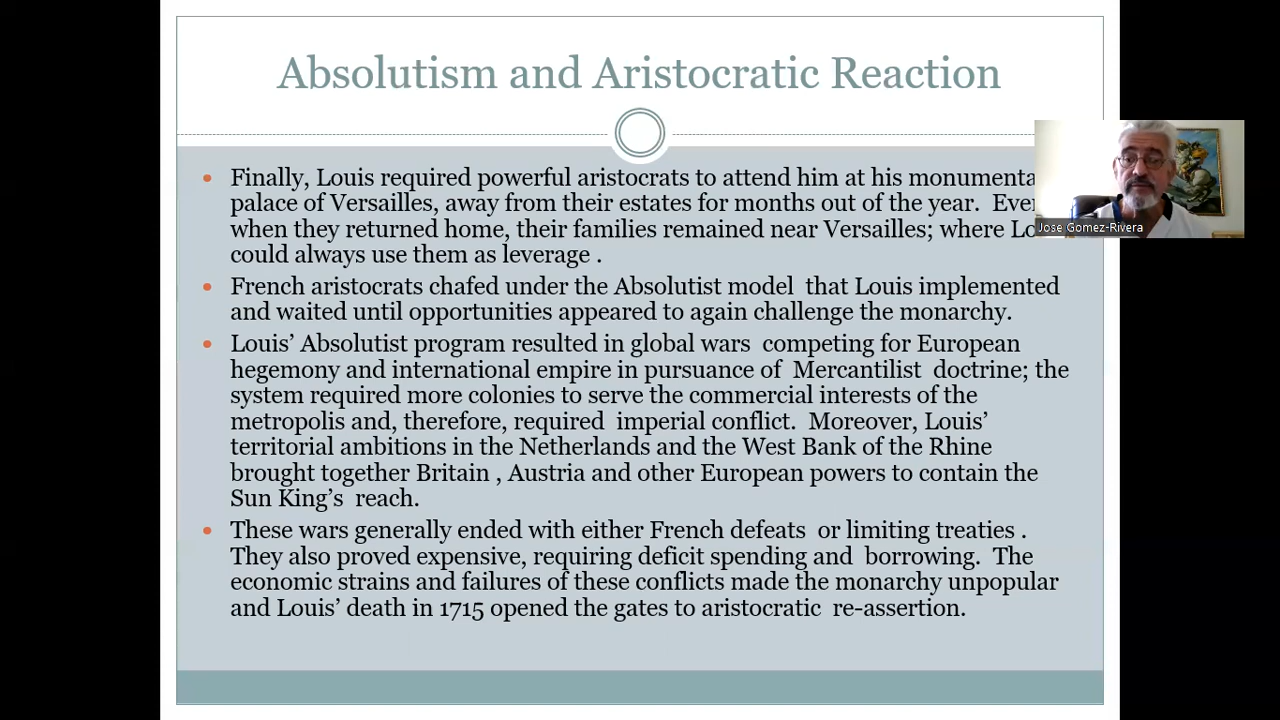 Absolutism and Aristocratic Reaction
Finally, Louis required powerful aristocrats to attend him at his monumenta
palace of Versailles, away from their estates for months out of the year. Eve
when they returned home, their families remained near Versailles; where Lo
could always use them as leverage .
French aristocrats chafed under the Absolutist model that Louis implemented
and waited until opportunities appeared to again challenge the monarchy.
Louis’ Absolutist program resulted in global wars competing for European
hegemony and international empire in pursuance of Mercantilist doctrine; the
system required more colonies to serve the commercial interests of the
metropolis and, therefore, required imperial conflict. Moreover, Louis’
territorial ambitions in the Netherlands and the West Bank of the Rhine
brought together Britain , Austria and other European powers to contain the
Sun King’s reach.
These wars generally ended with either French defeats or limiting treaties .
They also proved expensive, requiring deficit spending and borrowing. The
economic strains and failures of these conflicts made the monarchy unpopular
and Louis’ death in 1715 opened the gates to aristocratic re-assertion.
Jose Gomez-Rivera